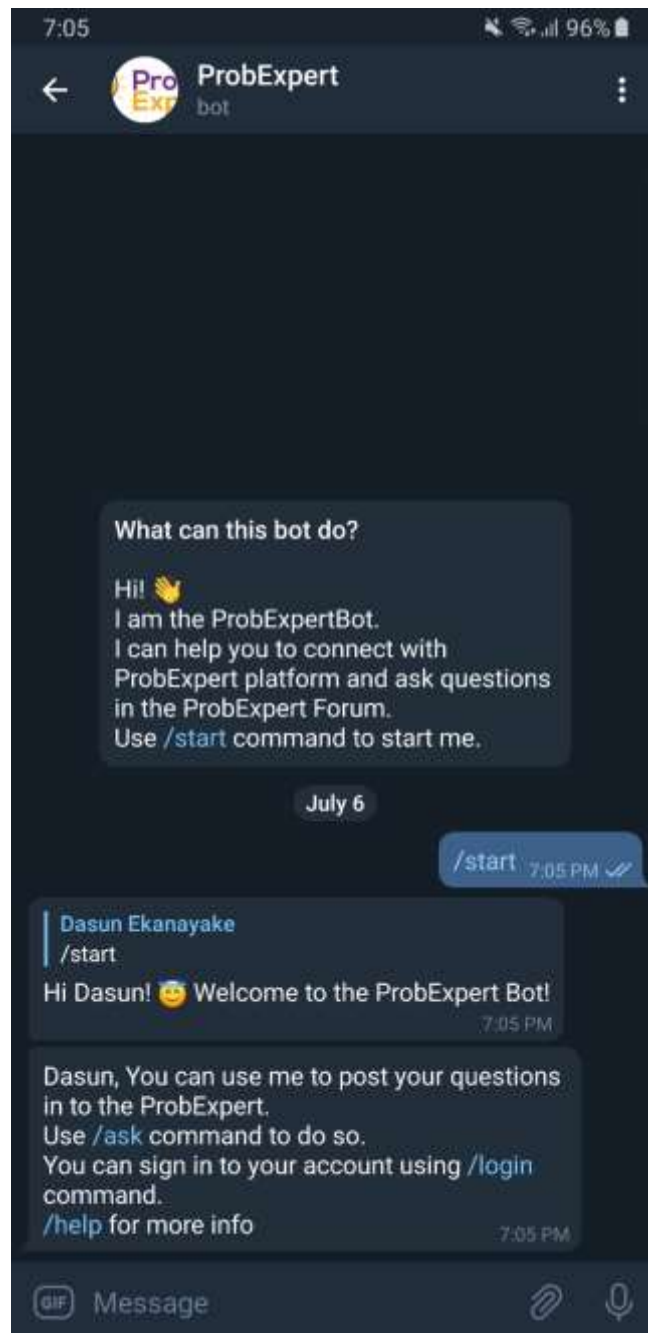 7:05 96%
Pro
Exp
ProbExpert
bot
What can this bot do?
Hi! 👋
I am the ProbExpertBot.
I can help you to connect with
ProbExpert platform and ask questions
in the ProbExpert Forum.
Use /start command to start me.
July 6
/start 7:05 PM
Dasun Ekanayake
/start
Hi Dasun! 😇 Welcome to the ProbExpert Bot!
7:05 PM
Dasun, You can use me to post your questions
in to the ProbExpert.
Use /ask command to do so.
You can sign in to your account using /login
command.
/help for more info 7:05 PM
GIF Message